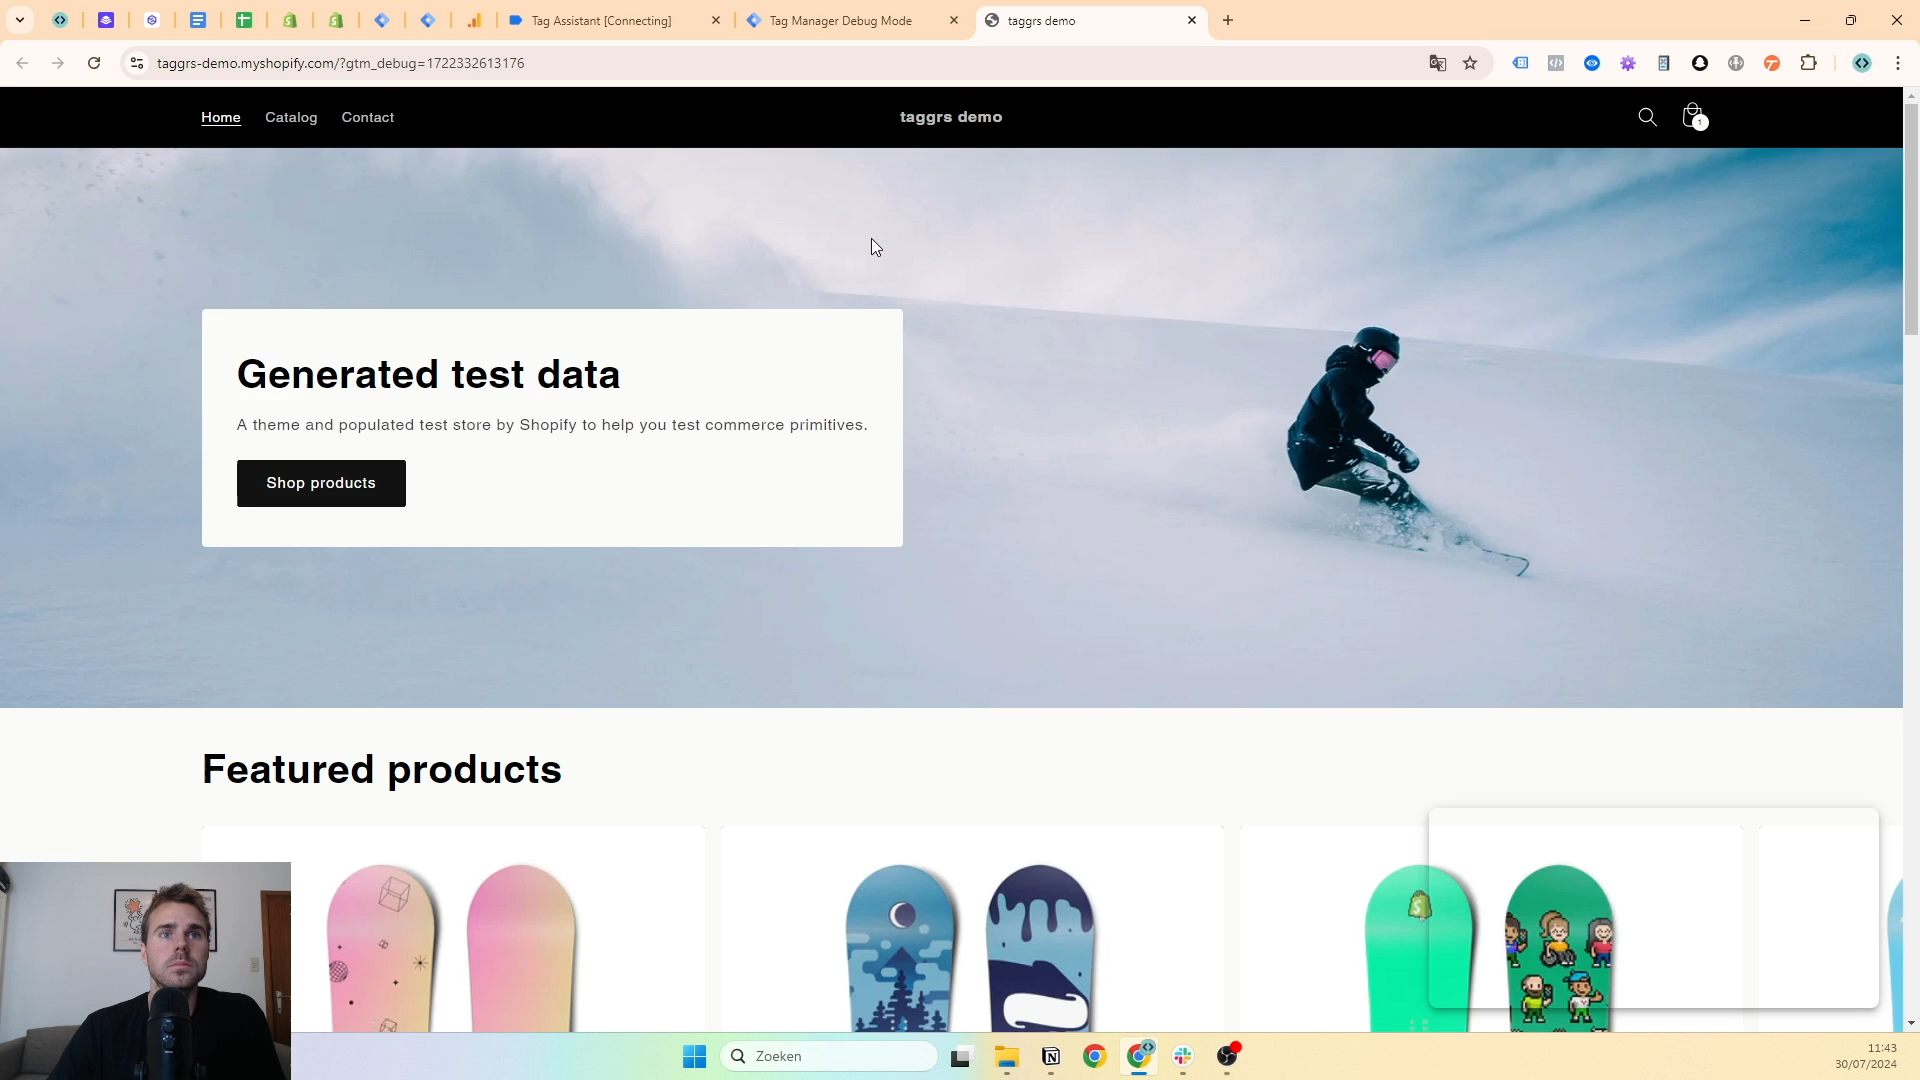 Tag Assistant [Connecting]
Tag Manager Debug Mode
taggrs demo
taggrs-demo.myshopify.com/?gtm_debug=1722332613176
Home
Catalog
Contact
taggrs demo
1
Generated test data
A theme and populated test store by Shopify to help you test commerce primitives.
Shop products
Featured products
Zoeken
11:43
30/07/2024